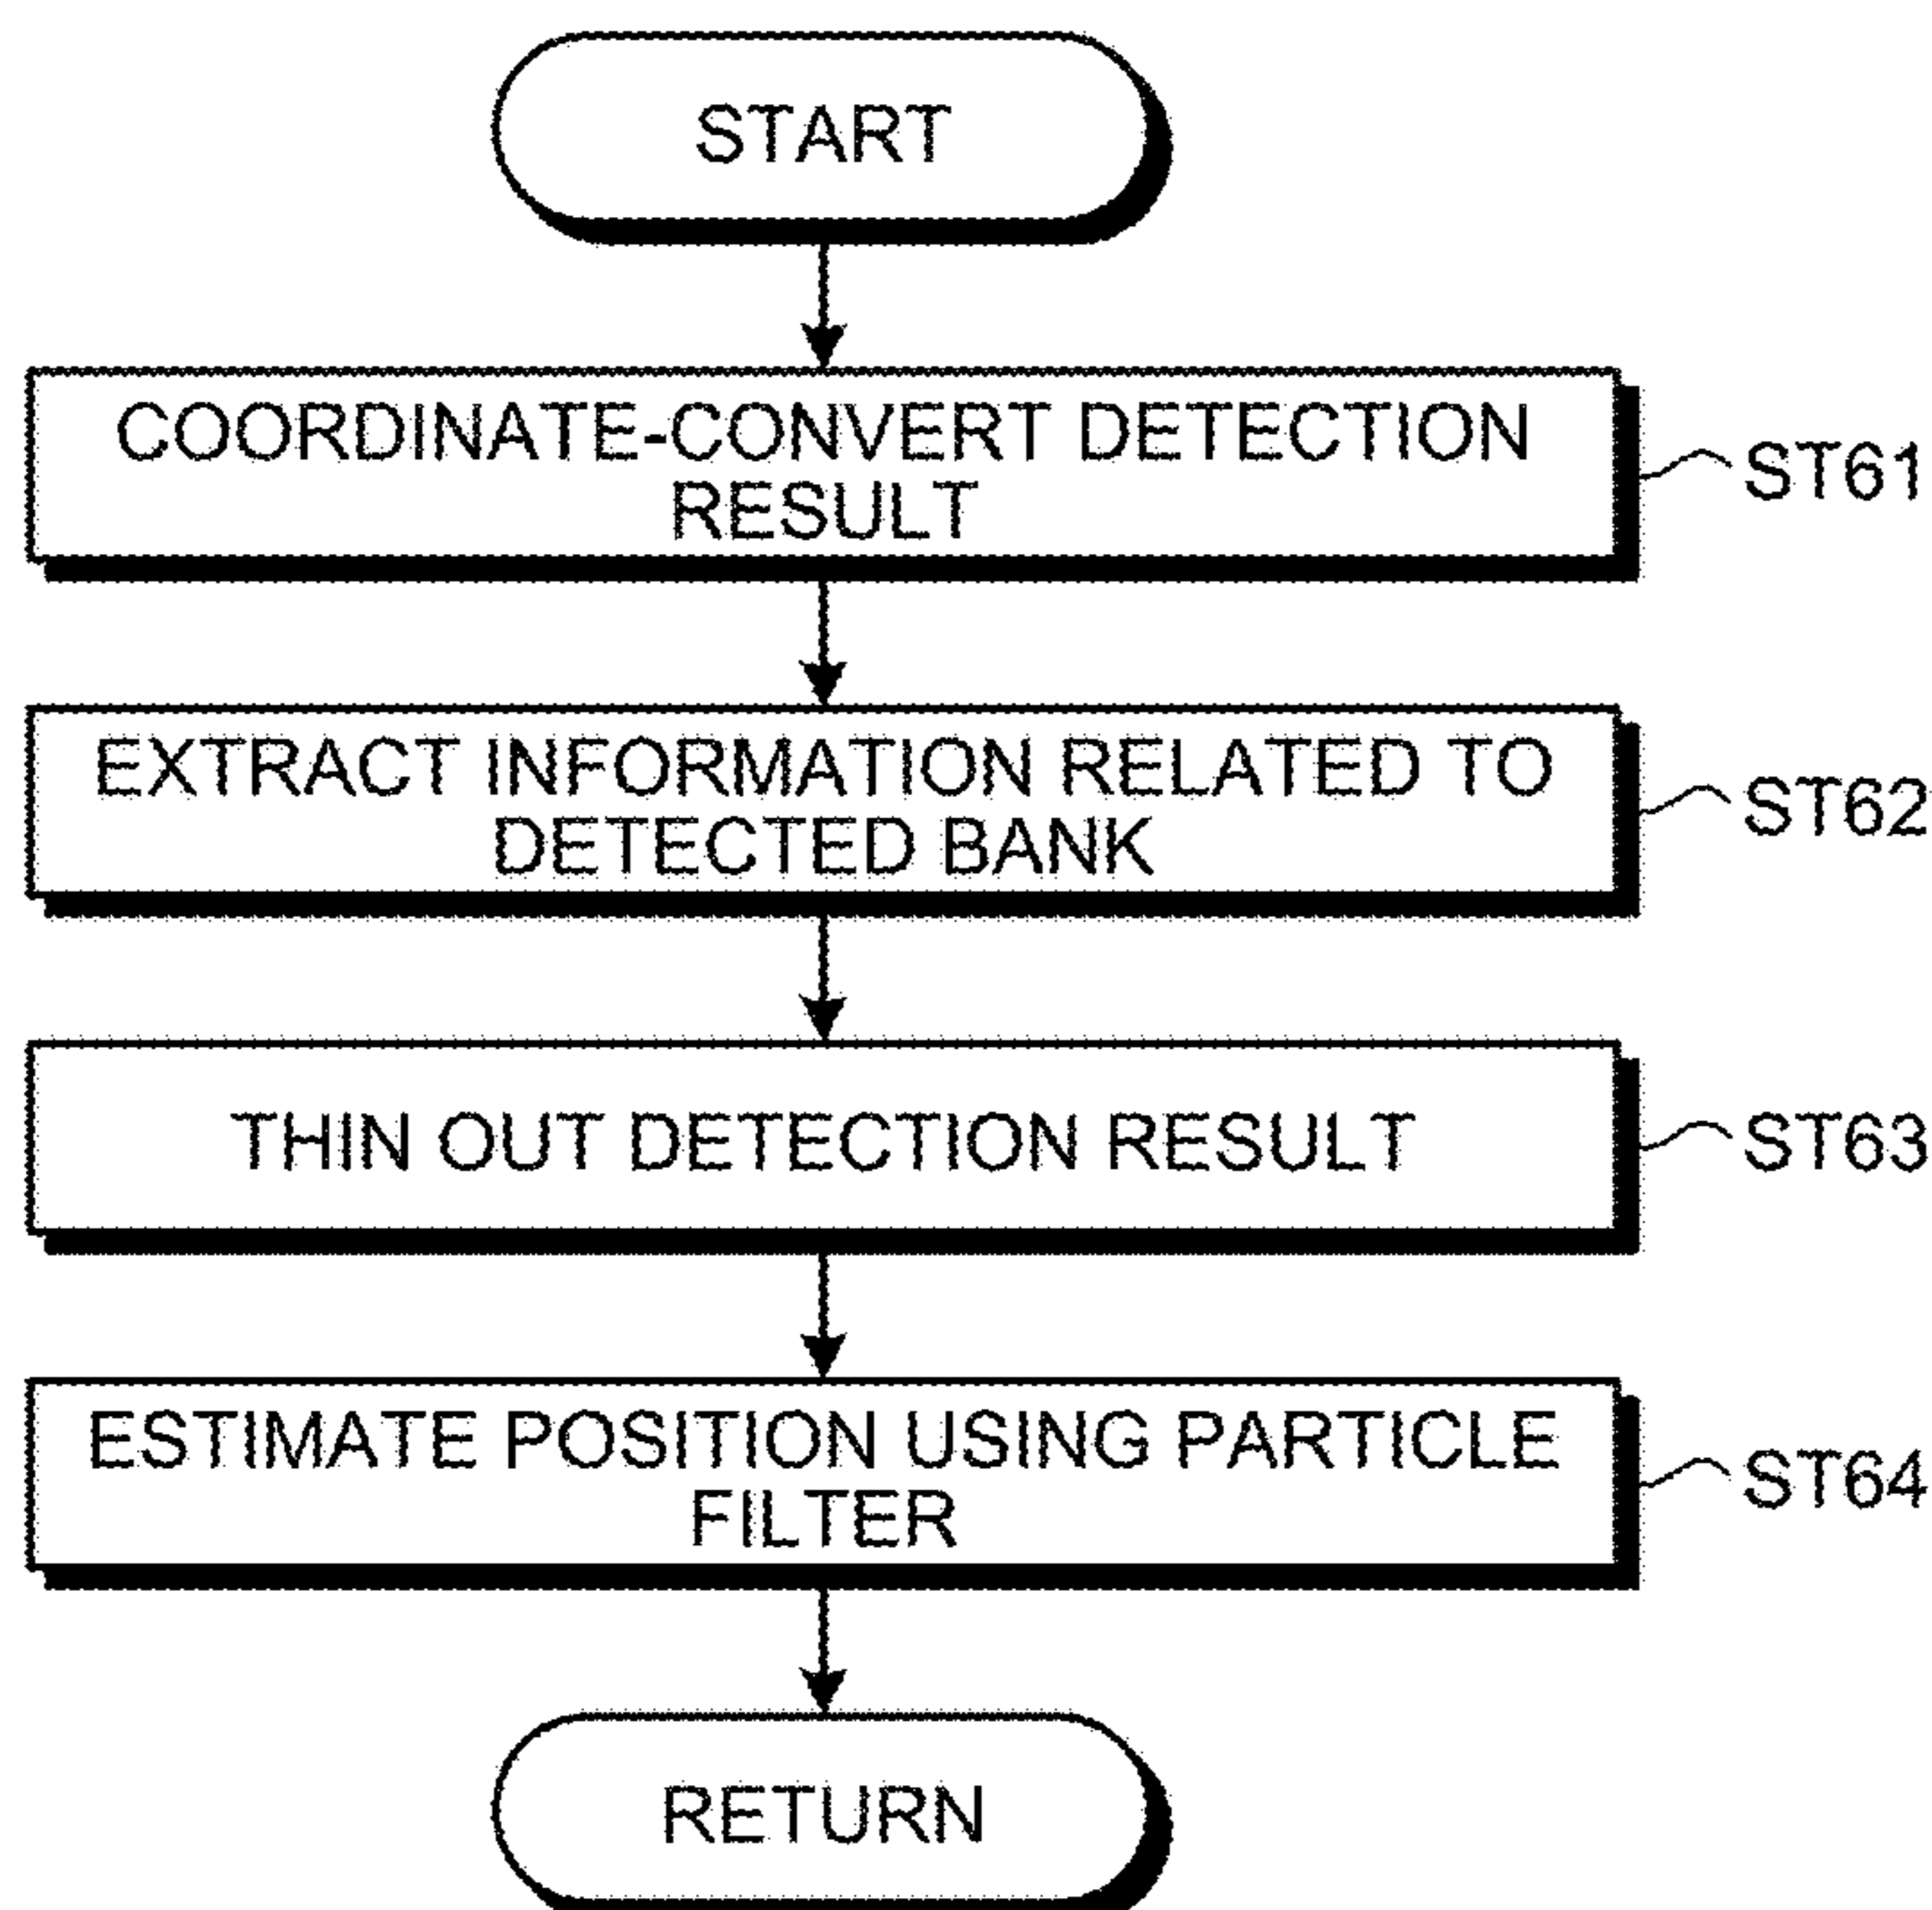 START
COORDINATE-CONVERT DETECTION
RESULT
ST61
EXTRACT INFORMATION RELATED TO
DETECTED BANK
ST62
THIN OUT DETECTION RESULT
ST63
ESTIMATE POSITION USING PARTICLE
FILTER
ST64
RETURN